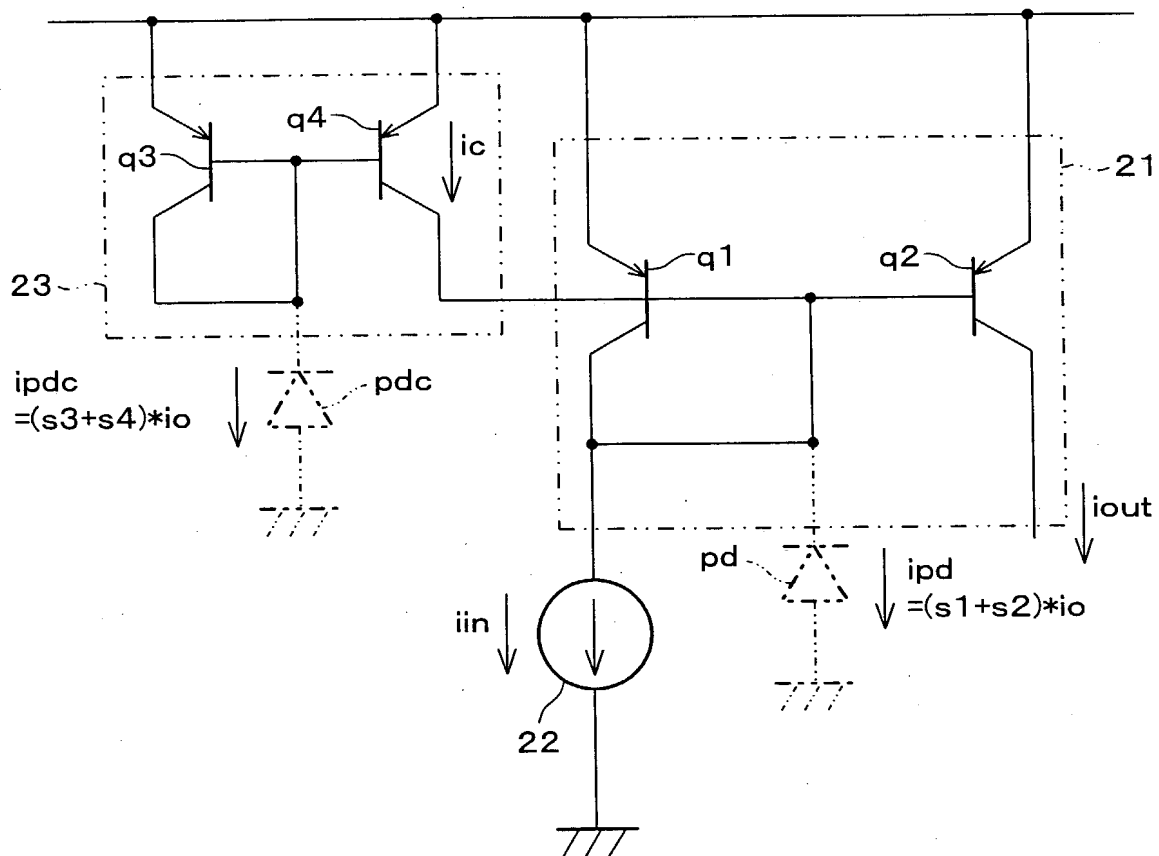 q4
ic
q3
21
q1
q2
23
ipdc
=(s3+s4)*io
pdc
iout
pd
ipd
=(s1+s2)*io
iin
22